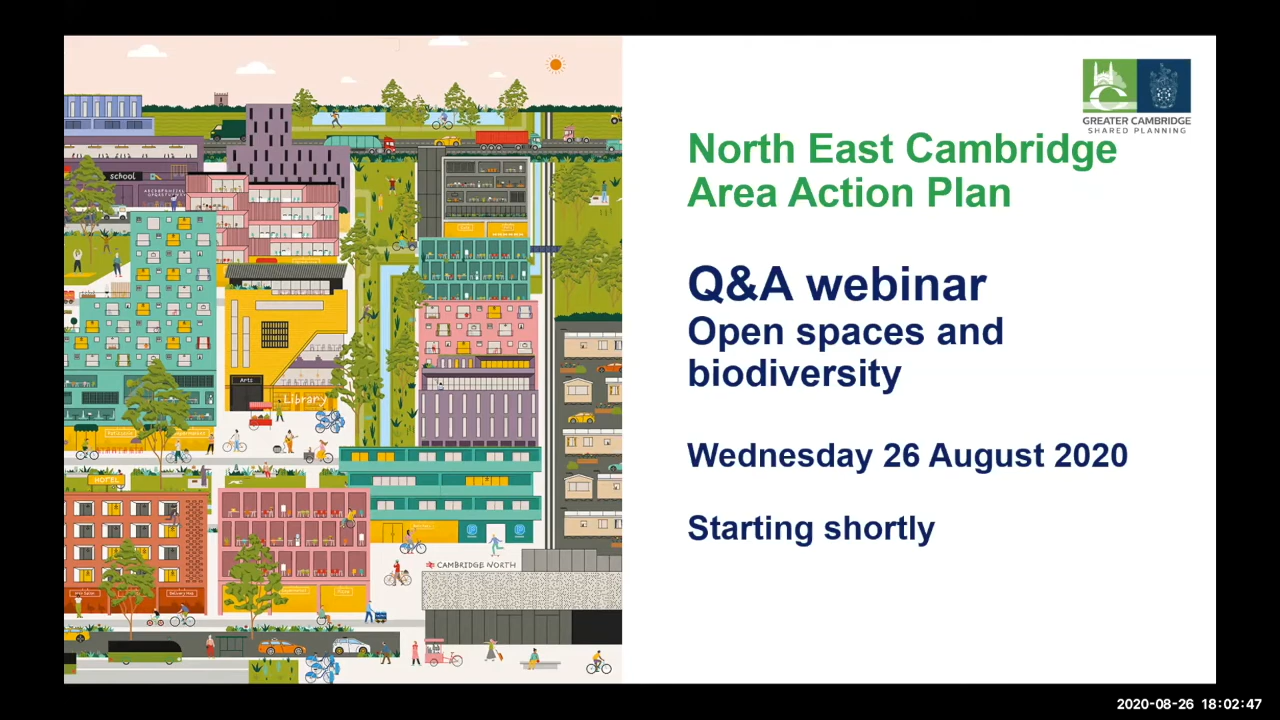 GREATER CAMBRIDGE
SHARED PLANNING
North East Cambridge
Area Action Plan
Q&A webinar
Open spaces and
biodiversity
Wednesday 26 August 2020
Starting shortly
school
Arts
Library
HOTEL
CAMBRIDGE NORTH
2020-08-26 18:02:47